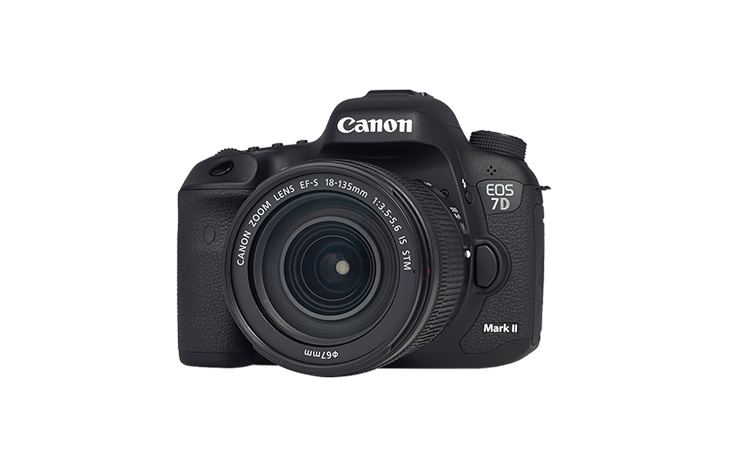 Canon
EOS
7D
CANON ZOOM LENS EF-S 18-135mm 1:3.5-5.6 IS STM
Φ67mm
Mark II